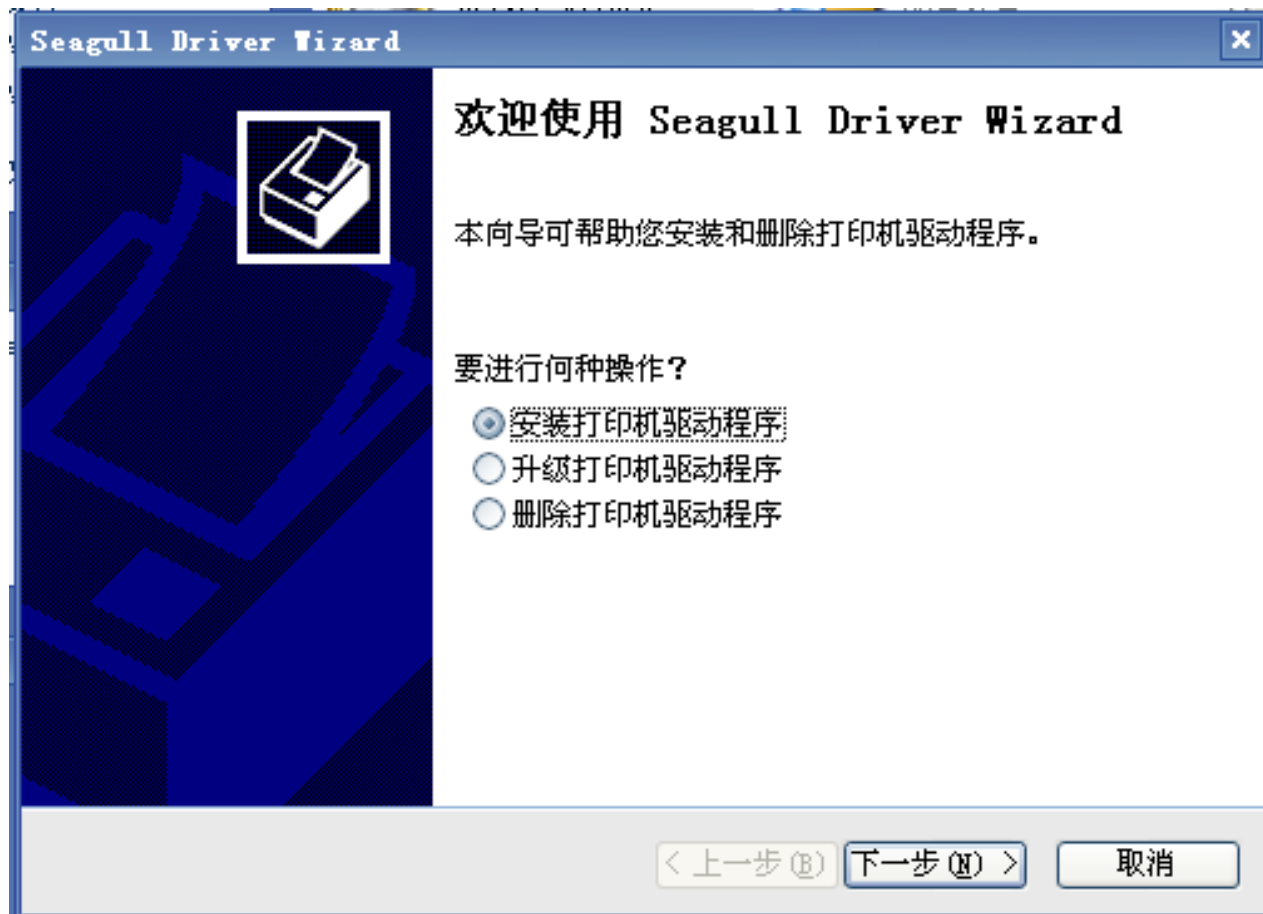 Seagull Driver Wizard
欢迎使用 Seagull Driver Wizard
本向导可帮助您安装和删除打印机驱动程序。
要进行何种操作？
安装打印机驱动程序
升级打印机驱动程序
删除打印机驱动程序
< 上一步(B)
下一步(N) >
取消